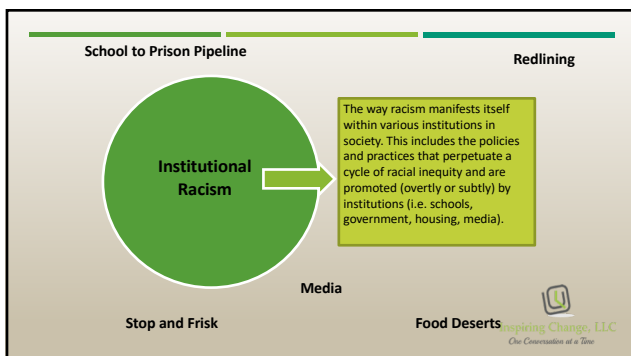 School to Prison Pipeline
Redlining
Institutional
Racism
The way racism manifests itself
within various institutions in
society. This includes the policies
and practices that perpetuate a
cycle of racial inequity and are
promoted (overtly or subtly) by
institutions (i.e. schools,
government, housing, media).
Media
Stop and Frisk
Food Deserts
Inspiring Change, LLC
One Conversation at a Time